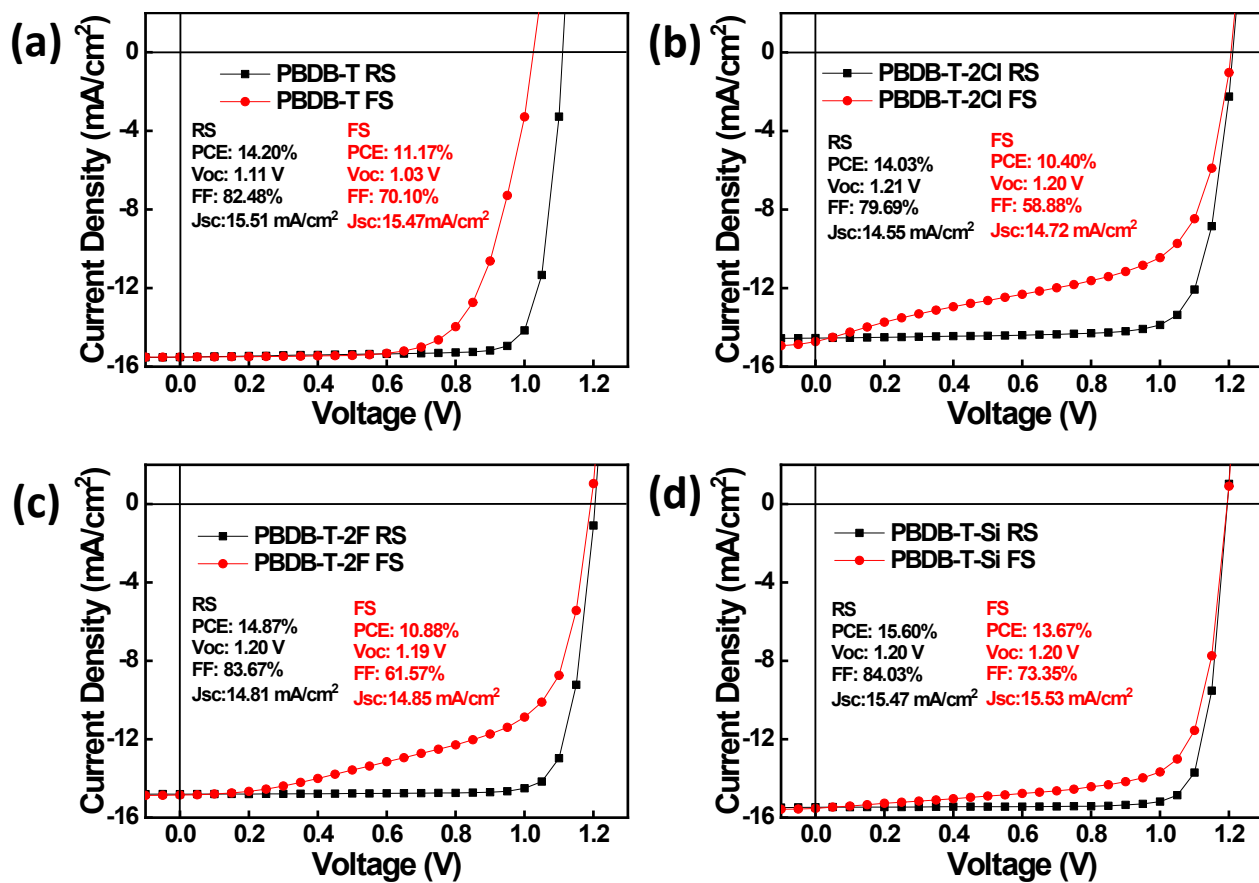 (a)
Current Density (mA/cm²)
0
-4
-8
-12
-16
PBDB-T RS
PBDB-T FS
RS
PCE: 14.20%
Voc: 1.11 V
FF: 82.48%
Jsc:15.51 mA/cm²
FS
PCE: 11.17%
Voc: 1.03 V
FF: 70.10%
Jsc:15.47mA/cm²
0.0 0.2 0.4 0.6 0.8 1.0 1.2
Voltage (V)
(b)
Current Density (mA/cm²)
0
-4
-8
-12
-16
PBDB-T-2Cl RS
PBDB-T-2Cl FS
RS
PCE: 14.03%
Voc: 1.21 V
FF: 79.69%
Jsc:14.55 mA/cm²
FS
PCE: 10.40%
Voc: 1.20 V
FF: 58.88%
Jsc:14.72 mA/cm²
0.0 0.2 0.4 0.6 0.8 1.0 1.2
Voltage (V)
(c)
Current Density (mA/cm²)
0
-4
-8
-12
-16
PBDB-T-2F RS
PBDB-T-2F FS
RS
PCE: 14.87%
Voc: 1.20 V
FF: 83.67%
Jsc: 14.81 mA/cm²
FS
PCE: 10.88%
Voc: 1.19 V
FF: 61.57%
Jsc: 14.85 mA/cm²
0.0 0.2 0.4 0.6 0.8 1.0 1.2
Voltage (V)
(d)
Current Density (mA/cm²)
0
-4
-8
-12
-16
PBDB-T-Si RS
PBDB-T-Si FS
RS
PCE: 15.60%
Voc: 1.20 V
FF: 84.03%
Jsc: 15.47 mA/cm²
FS
PCE: 13.67%
Voc: 1.20 V
FF: 73.35%
Jsc: 15.53 mA/cm²
0.0 0.2 0.4 0.6 0.8 1.0 1.2
Voltage (V)